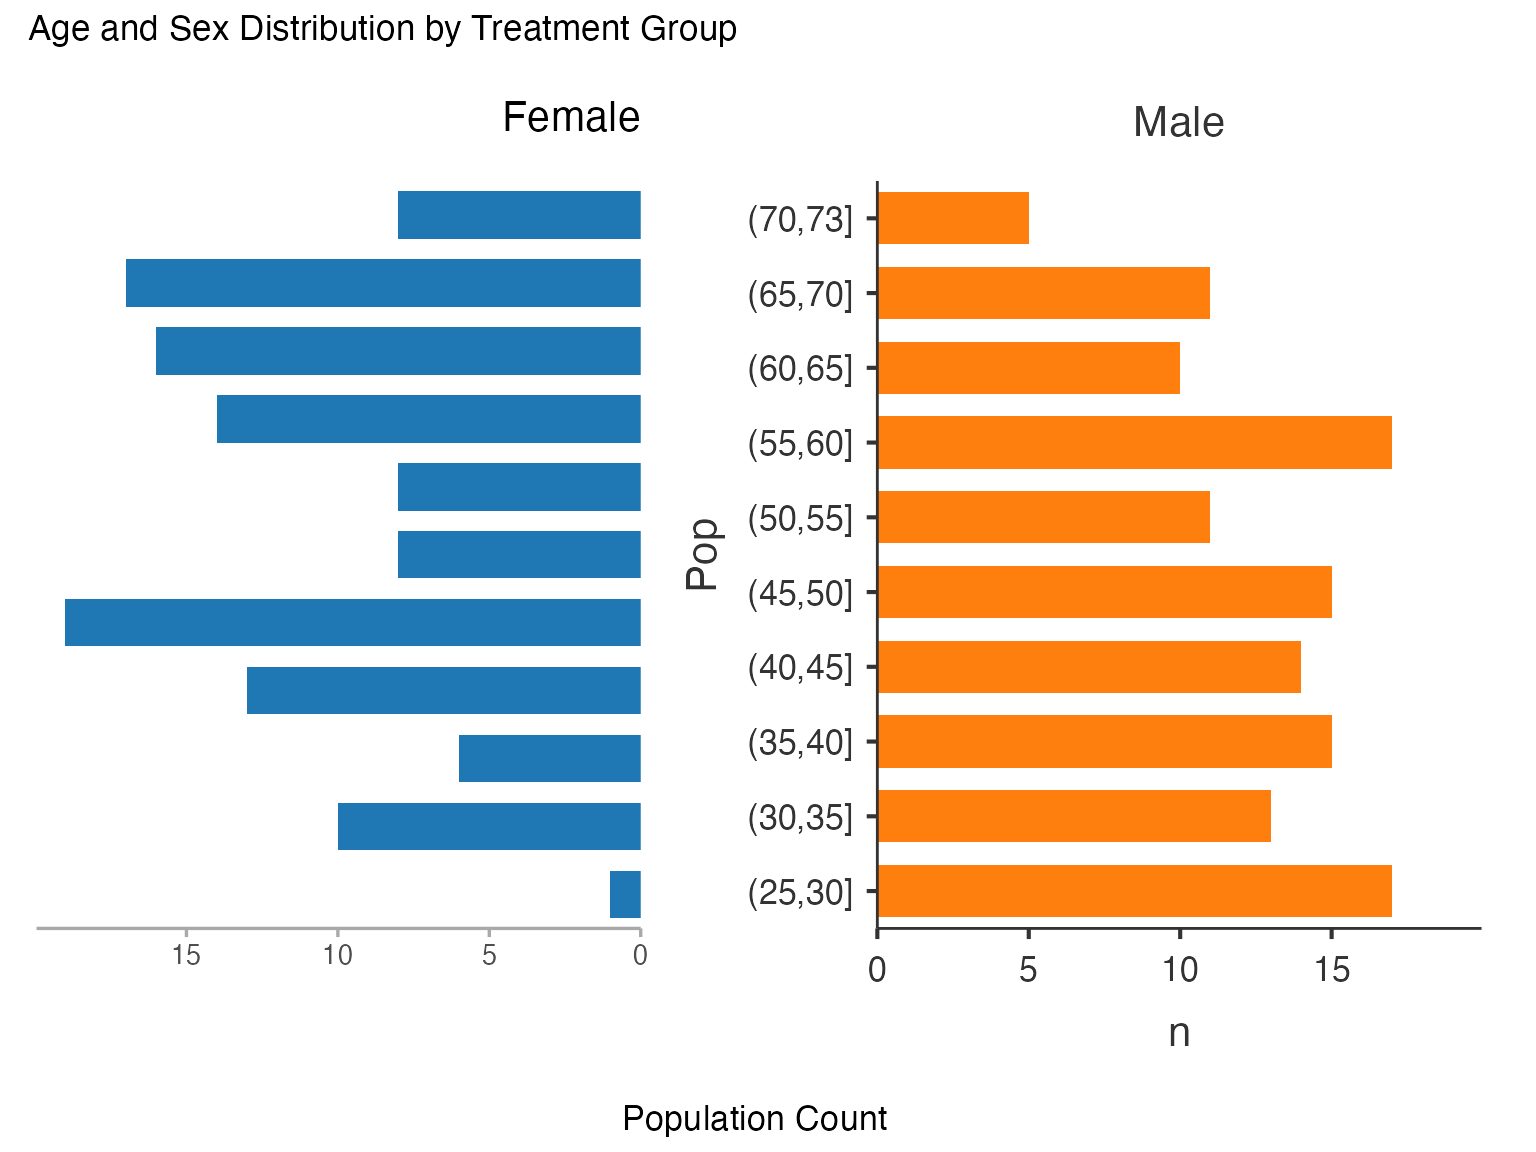 Age and Sex Distribution by Treatment Group
Female
Male
(70,73]
(65,70]
(60,65]
(55,60]
(50,55]
(45,50]
(40,45]
(35,40]
(30,35]
(25,30]
Pop
15 10 5 0
0 5 10 15
n
Population Count